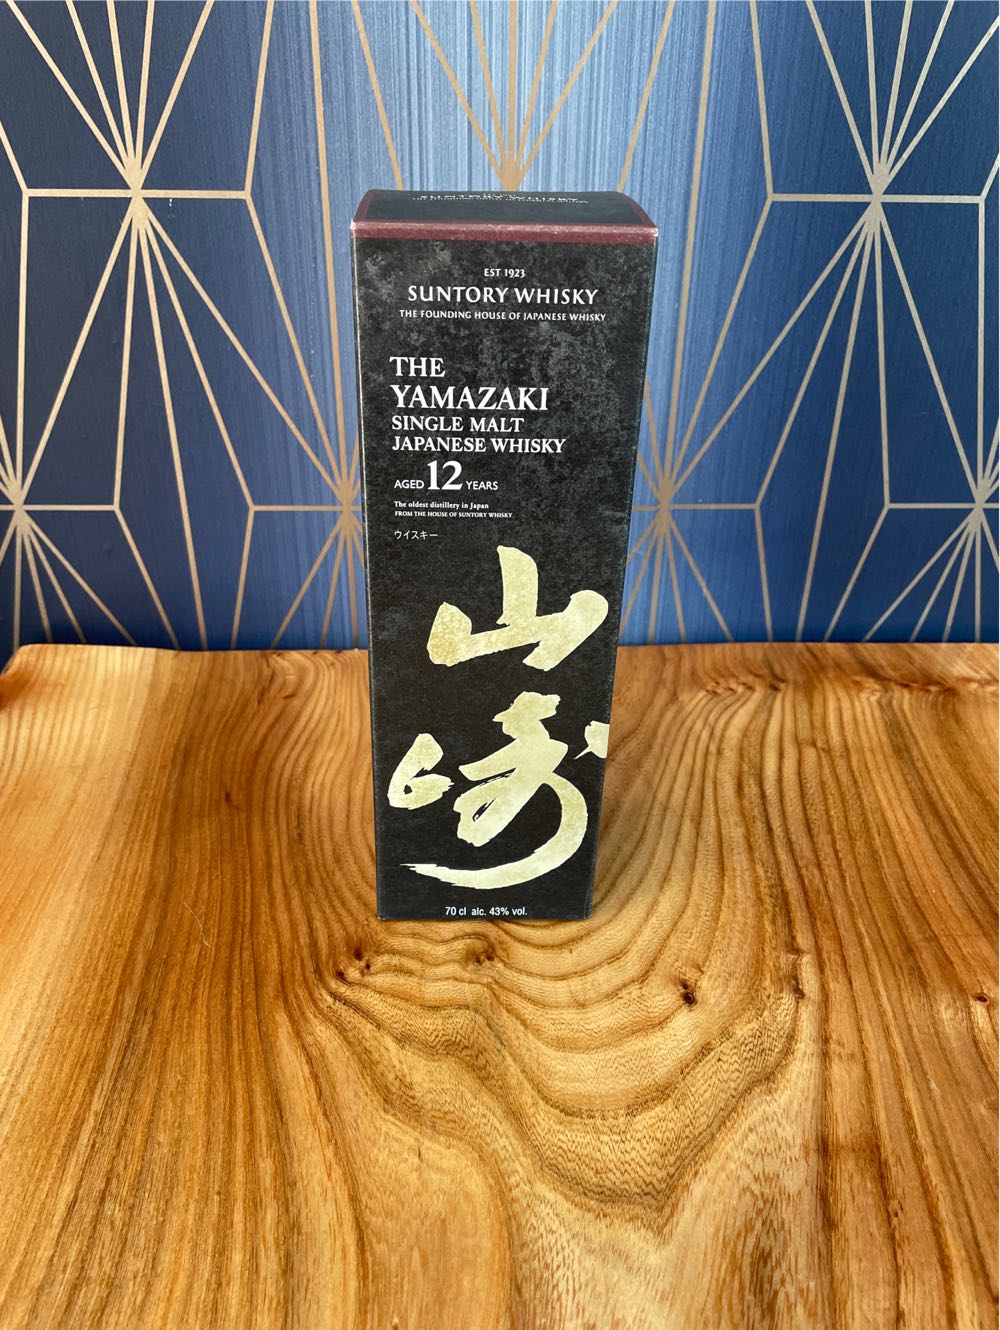 EST 1923
SUNTORY WHISKY
THE FOUNDING HOUSE OF JAPANESE WHISKY
THE
YAMAZAKI
SINGLE MALT
JAPANESE WHISKY
AGED 12 YEARS
The oldest distillery in Japan
FROM THE HOUSE OF SUNTORY WHISKY
ウイスキー
山崎
70 cl alc. 43% vol.